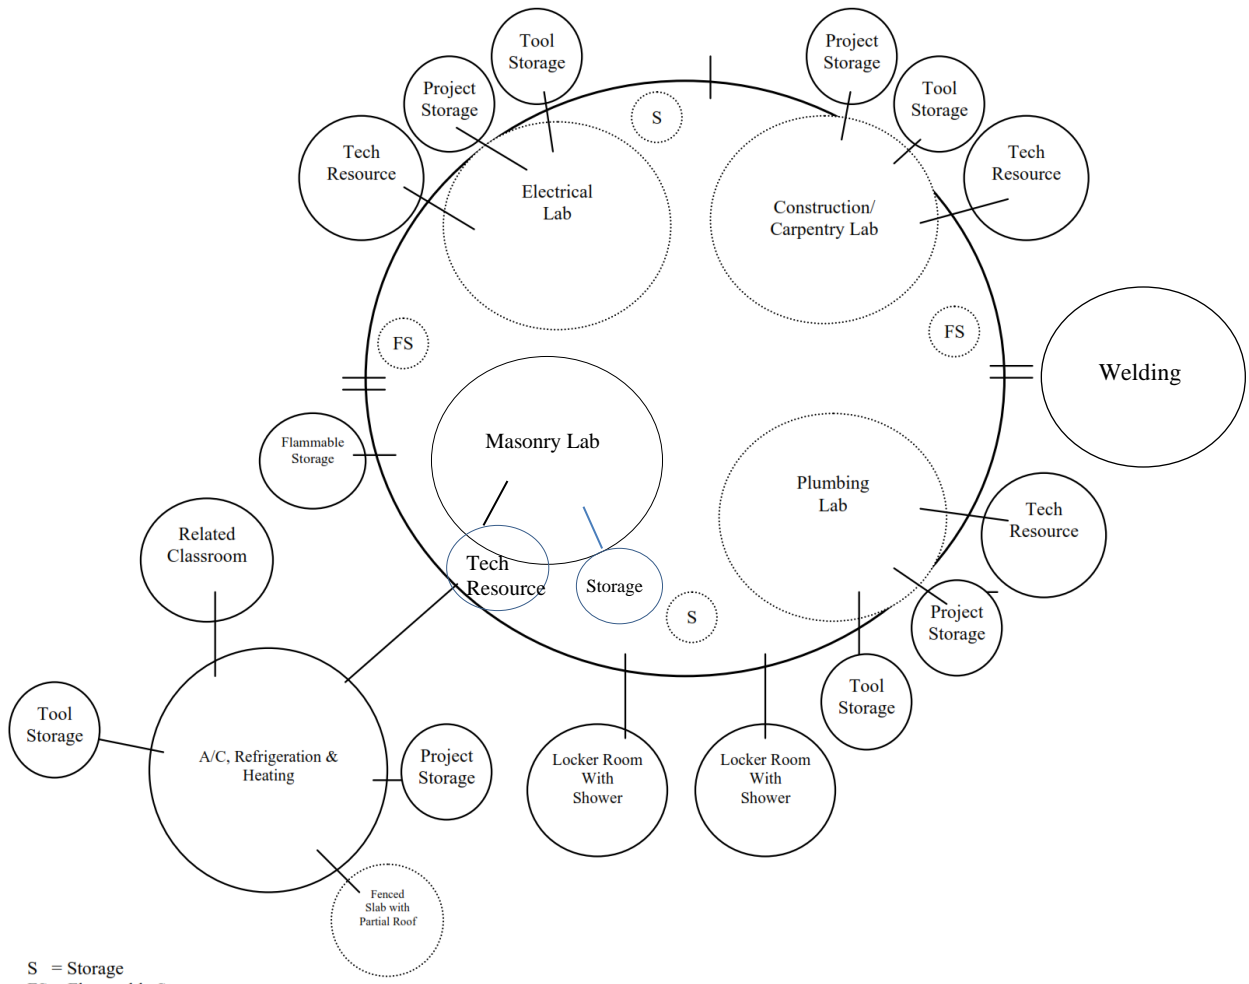 Tool
Storage
Project
Storage
Project
Storage
Tool
Storage
Tech
Resource
Tech
Resource
S
Electrical
Lab
Construction/
Carpentry Lab
FS
FS
Welding
Masonry Lab
Flammable
Storage
Plumbing
Lab
Tech
Resource
Related
Classroom
Tech
Resource
Storage
S
Project
Storage
Tool
Storage
Tool
Storage
A/C, Refrigeration &
Heating
Project
Storage
Locker Room
With
Shower
Locker Room
With
Shower
Fenced
Slab with
Partial Roof
S = Storage